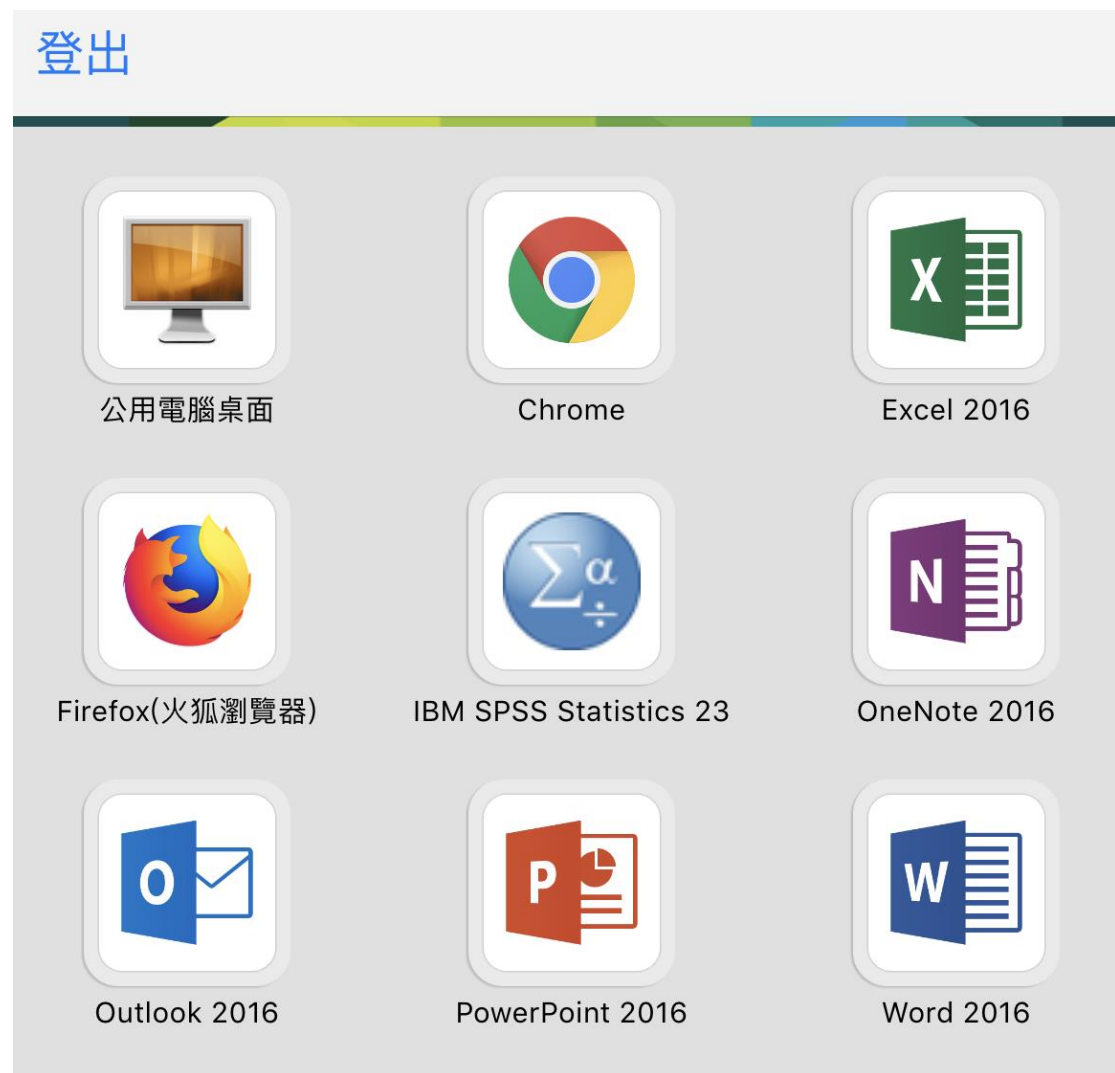 登出
公用電腦桌面
Chrome
Excel 2016
Firefox(火狐瀏覽器)
IBM SPSS Statistics 23
OneNote 2016
Outlook 2016
PowerPoint 2016
Word 2016